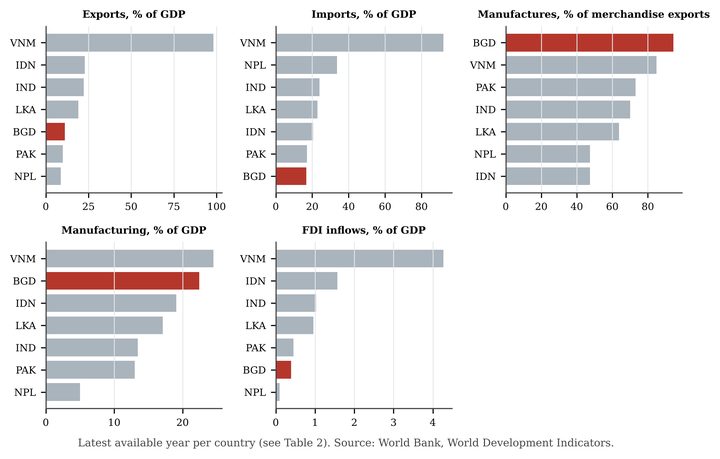 Exports, % of GDP
VNM
IDN
IND
LKA
BGD
PAK
NPL
0 25 50 75 100
Imports, % of GDP
VNM
NPL
IND
LKA
IDN
PAK
BGD
0 20 40 60 80
Manufactures, % of merchandise exports
BGD
VNM
PAK
IND
LKA
NPL
IDN
0 20 40 60 80
Manufacturing, % of GDP
VNM
BGD
IDN
LKA
IND
PAK
NPL
0 10 20
FDI inflows, % of GDP
VNM
IDN
IND
LKA
PAK
BGD
NPL
0 1 2 3 4
Latest available year per country (see Table 2). Source: World Bank, World Development Indicators.